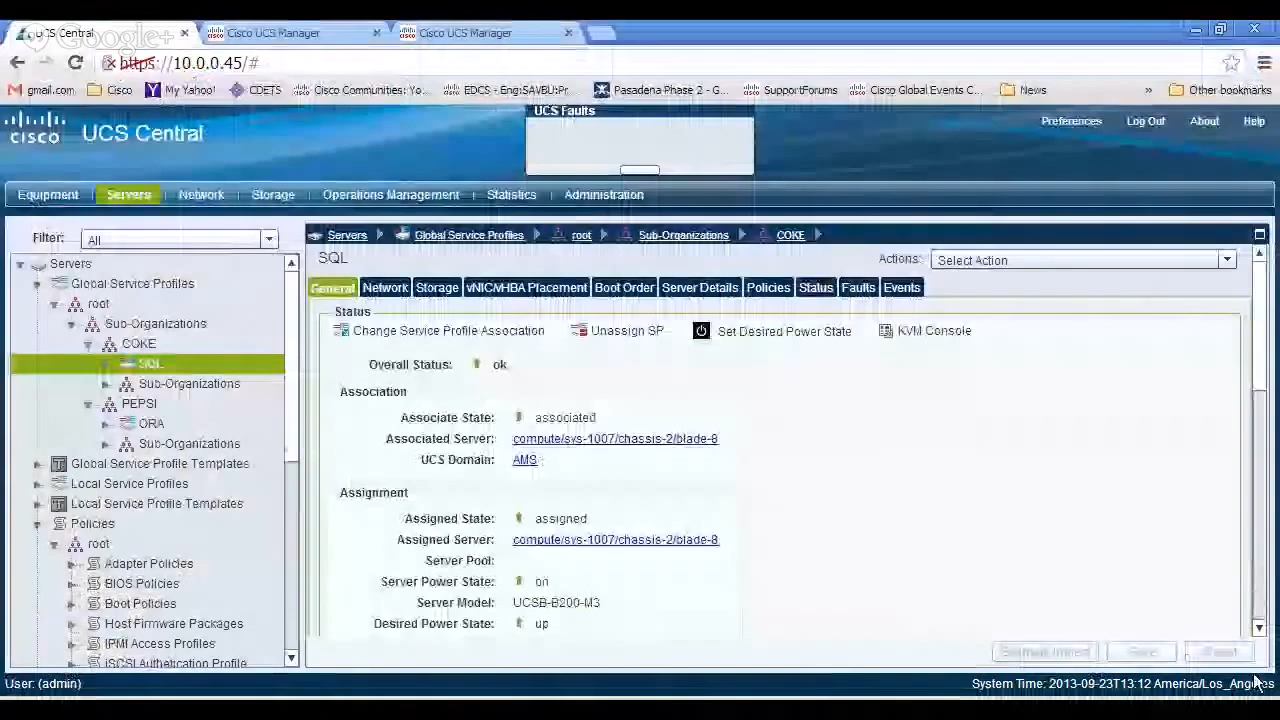 UCS Central
Cisco UCS Manager
Cisco UCS Manager
Google+
https://10.0.0.45/#
gmail.com
Cisco
My Yahoo!
CDETS
Cisco Communities: Yo...
EDCS - Eng:SAVBU:Pr...
Pasadena Phase 2 - G...
SupportForums
Cisco Global Events C...
News
»
Other bookmarks
UCS Faults
CISCO
UCS Central
Preferences
Log Out
About
Help
Equipment
Servers
Network
Storage
Operations Management
Statistics
Administration
Filter:
All
Servers
Global Service Profiles
root
Sub-Organizations
COKE
SQL
Sub-Organizations
PEPSI
ORA
Sub-Organizations
Global Service Profile Templates
Local Service Profiles
Local Service Profile Templates
Policies
root
Adapter Policies
BIOS Policies
Boot Policies
Host Firmware Packages
IPMI Access Profiles
iSCSI Authetication Profile
Servers
Global Service Profiles
root
Sub-Organizations
COKE
SQL
Actions:
Select Action
General
Network
Storage
vNIC/vHBA Placement
Boot Order
Server Details
Policies
Status
Faults
Events
Status
Change Service Profile Association
Unassign SP
Set Desired Power State
KVM Console
Overall Status: ok
Association
Associate State: associated
Associated Server: compute/sys-1007/chassis-2/blade-8
UCS Domain: AMS
Assignment
Assigned State: assigned
Assigned Server: compute/sys-1007/chassis-2/blade-8
Server Pool:
Server Power State: on
Server Model: UCSB-B200-M3
Desired Power State: up
User: (admin)
System Time: 2013-09-23T13:12 America/Los_Angeles